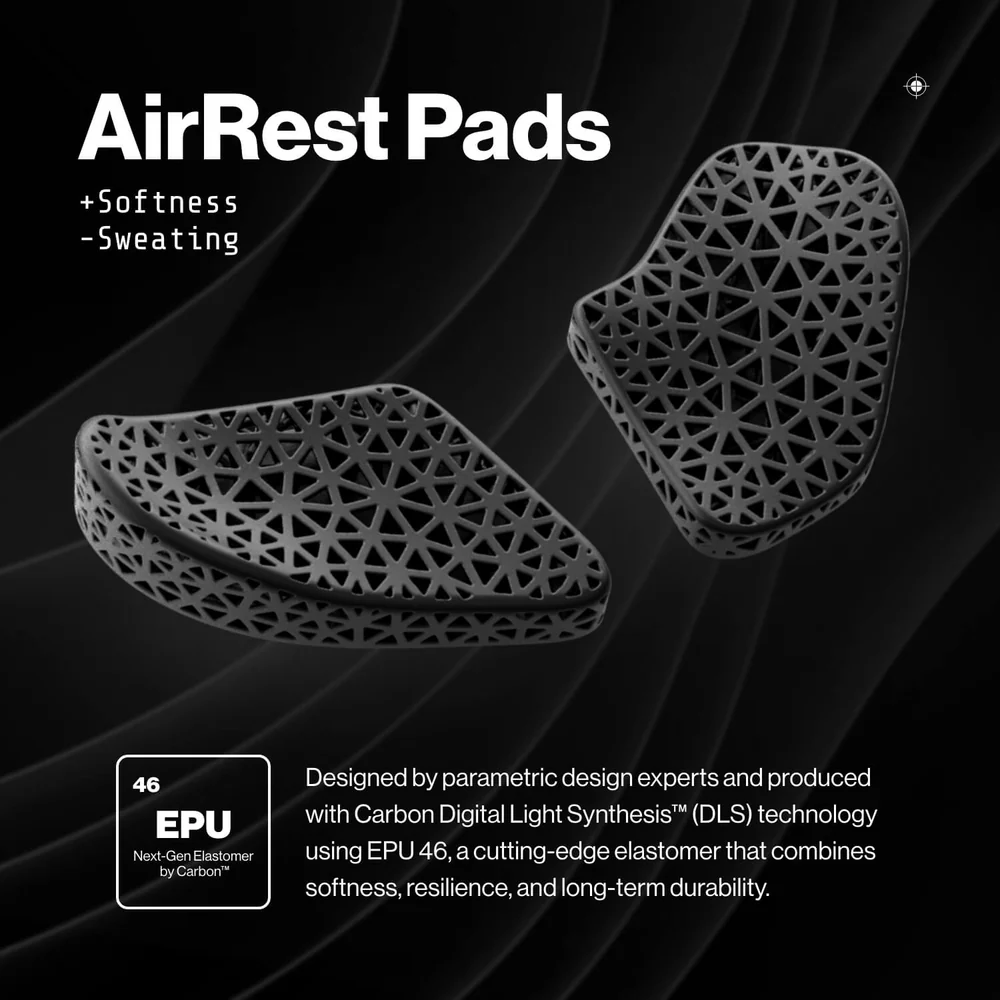 AirRest Pads
+Softness
-Sweating
46
EPU
Next-Gen Elastomer
by Carbon™
Designed by parametric design experts and produced
with Carbon Digital Light Synthesis™ (DLS) technology
using EPU 46, a cutting-edge elastomer that combines
softness, resilience, and long-term durability.